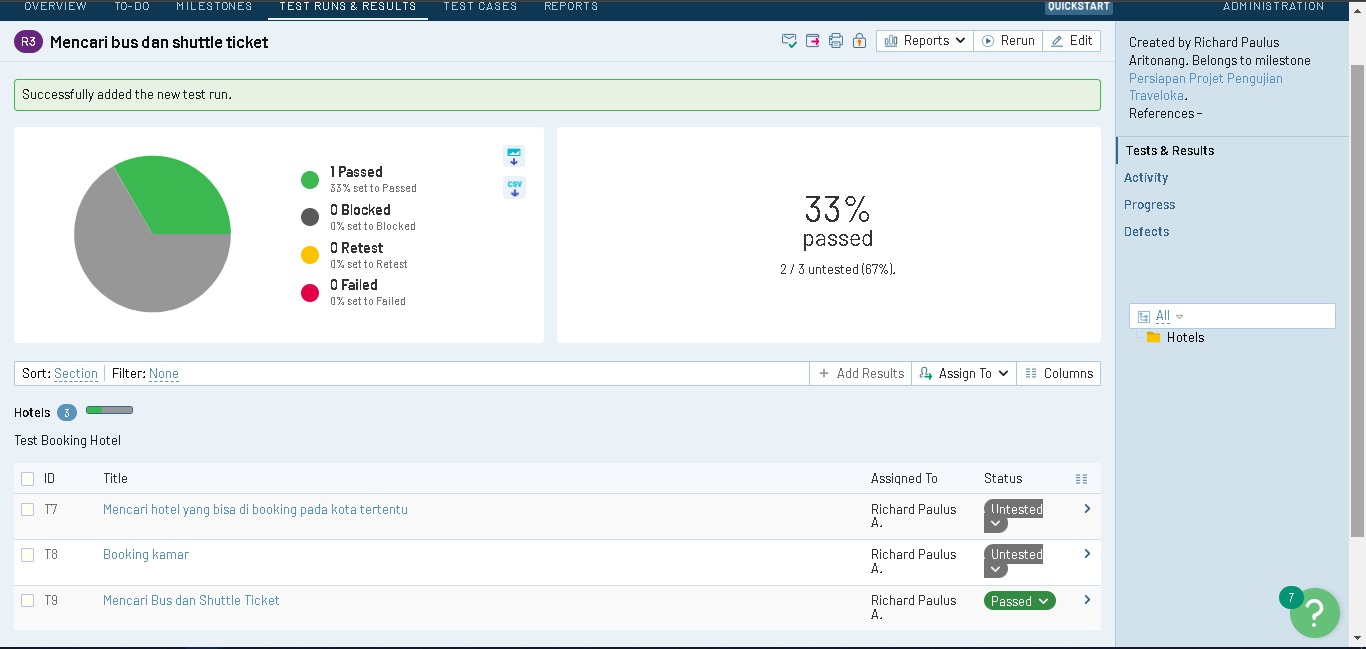 OVERVIEW TO-DO MILESTONES TEST RUNS & RESULTS TEST CASES REPORTS QUICKSTART ADMINISTRATION
R3 Mencari bus dan shuttle ticket
Reports Rerun Edit
Successfully added the new test run.
1 Passed
33% set to Passed
0 Blocked
0% set to Blocked
0 Retest
0% set to Retest
0 Failed
0% set to Failed
CSV
33%
passed
2 / 3 untested (67%).
Sort: Section Filter: None
Add Results Assign To Columns
Hotels 3
Test Booking Hotel
ID Title Assigned To Status
T7 Mencari hotel yang bisa di booking pada kota tertentu Richard Paulus Untested
A.
T8 Booking kamar Richard Paulus Untested
A.
T9 Mencari Bus dan Shuttle Ticket Richard Paulus Passed
A.
Created by Richard Paulus
Aritonang. Belongs to milestone
Persiapan Projet Pengujian
Traveloka.
References -
Tests & Results
Activity
Progress
Defects
All
Hotels
7
?